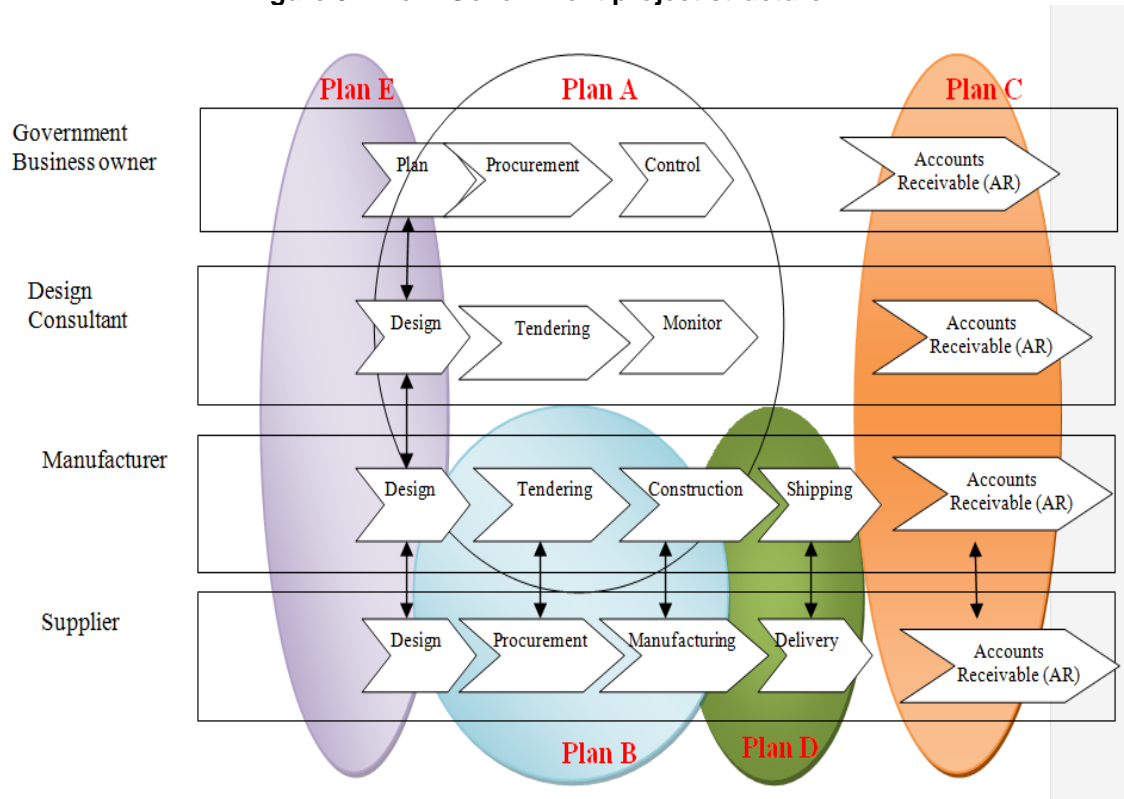 Plan E
Plan A
Plan C
Government
Business owner
Plan
Procurement
Control
Accounts
Receivable (AR)
Design
Consultant
Design
Tendering
Monitor
Accounts
Receivable (AR)
Manufacturer
Design
Tendering
Construction
Shipping
Accounts
Receivable (AR)
Supplier
Design
Procurement
Manufacturing
Delivery
Accounts
Receivable (AR)
Plan B
Plan D